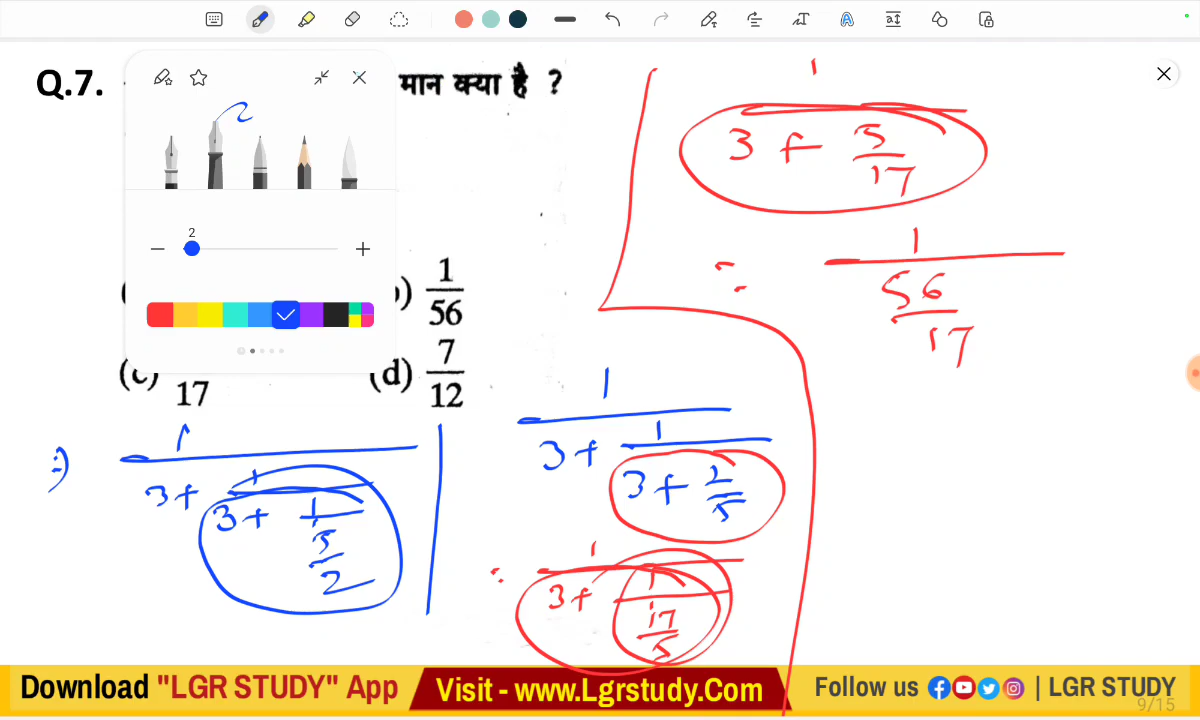 Q.7. मान क्या है ?
2
) 1/56
(c) 17
(d) 7/12
:) 1/(3+1/(3+1/(5/2)))
1/(3+1/(3+2/5))
: 1/(3+1/(17/5))
1/(3+5/17)
:: 1/(56/17)
Download "LGR STUDY" App
Visit - www.Lgrstudy.Com
Follow us | LGR STUDY
9/15